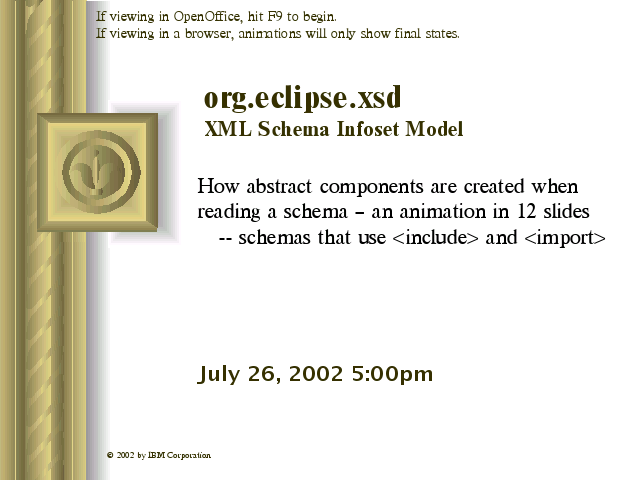 If viewing in OpenOffice, hit F9 to begin.
If viewing in a browser, animations will only show final states.
org.eclipse.xsd
XML Schema Infoset Model
How abstract components are created when
reading a schema – an animation in 12 slides
-- schemas that use <include> and <import>
July 26, 2002 5:00pm
© 2002 by IBM Corporation